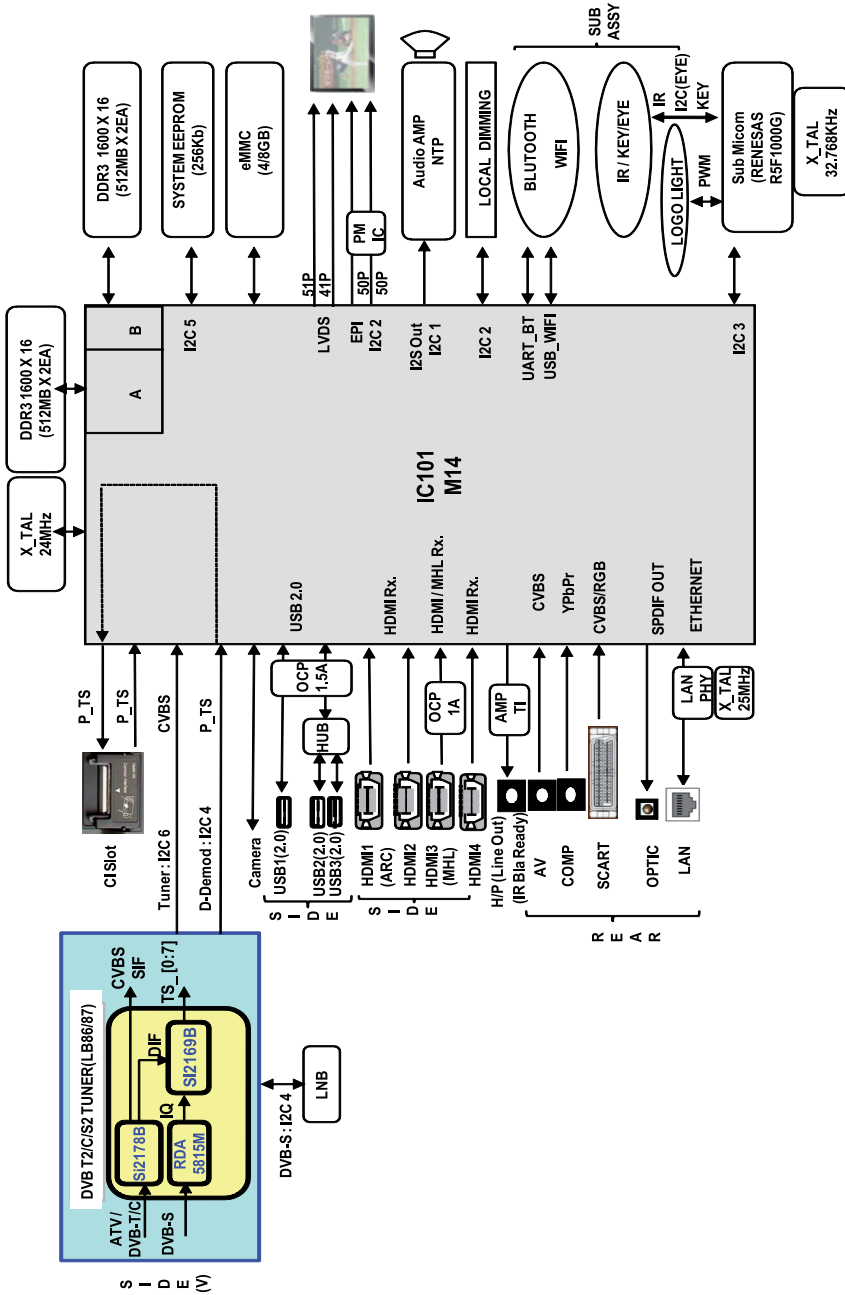 DVB T2/C/S2 TUNER(LB86/87)
S
I
D
E
(V)
ATV /
DVB-T/C
DVB-S
Si2178B
RDA
5815M
SI2169B
DIF
IQ
CVBS
SIF
TS_ [0:7]
DVB-S : I2C 4
LNB
CI Slot
P_TS
P_TS
Tuner : I2C 6
CVBS
D-Demod : I2C 4
P_TS
Camera
USB1(2.0)
USB2(2.0)
USB3(2.0)
S
I
D
E
HUB
OCP
1.5A
USB 2.0
HDMI1
(ARC)
HDMI2
HDMI3
(MHL)
HDMI4
S
I
D
E
OCP
1A
HDMI Rx.
HDMI / MHL Rx.
HDMI Rx.
H/P (Line Out)
(IR Bla Ready)
AMP
TI
AV
CVBS
COMP
YPbPr
SCART
CVBS/RGB
OPTIC
SPDIF OUT
LAN
LAN
PHY
X_TAL
25MHz
ETHERNET
R
E
A
R
X_TAL
24MHz
DDR3 1600 X 16
(512MB X 2EA)
A
B
IC101
M14
DDR3 1600 X 16
(512MB X 2EA)
I2C 5
SYSTEM EEPROM
(256Kb)
eMMC
(4/8GB)
LVDS
51P
41P
EPI
I2C 2
50P
50P
PM
IC
I2S Out
I2C 1
Audio AMP
NTP
I2C 2
LOCAL DIMMING
UART_BT
USB_WIFI
BLUTOOTH
WIFI
SUB
ASSY
IR / KEY/EYE
IR
I2C(EYE)
KEY
LOGO LIGHT
PWM
I2C 3
Sub Micom
(RENESAS
R5F1000G)
X_TAL
32.768KHz